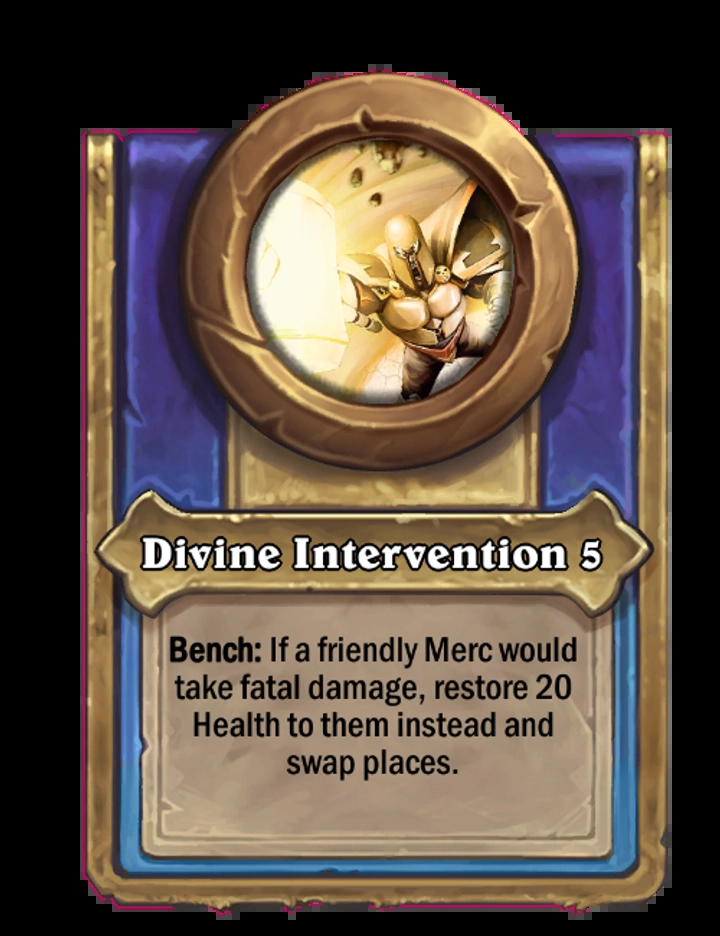 Divine Intervention 5
Bench: If a friendly Merc would
take fatal damage, restore 20
Health to them instead and
swap places.